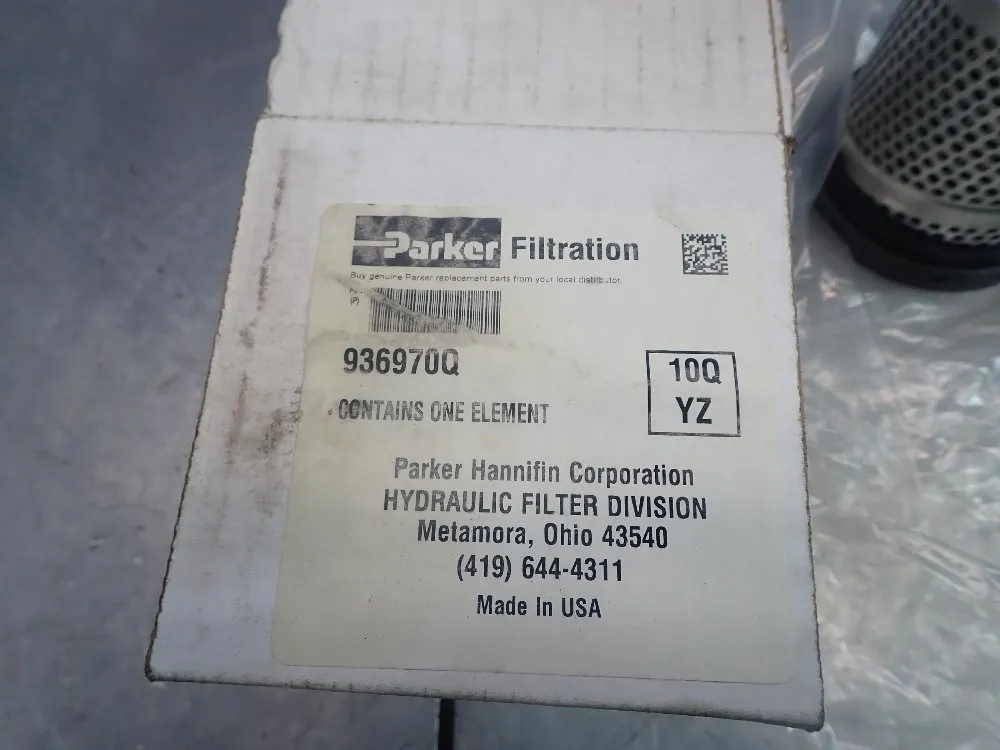 Parker Filtration
Buy genuine Parker replacement parts from your local distributor
(P)
936970Q
10Q
CONTAINS ONE ELEMENT
YZ
Parker Hannifin Corporation
HYDRAULIC FILTER DIVISION
Metamora, Ohio 43540
(419) 644-4311
Made In USA